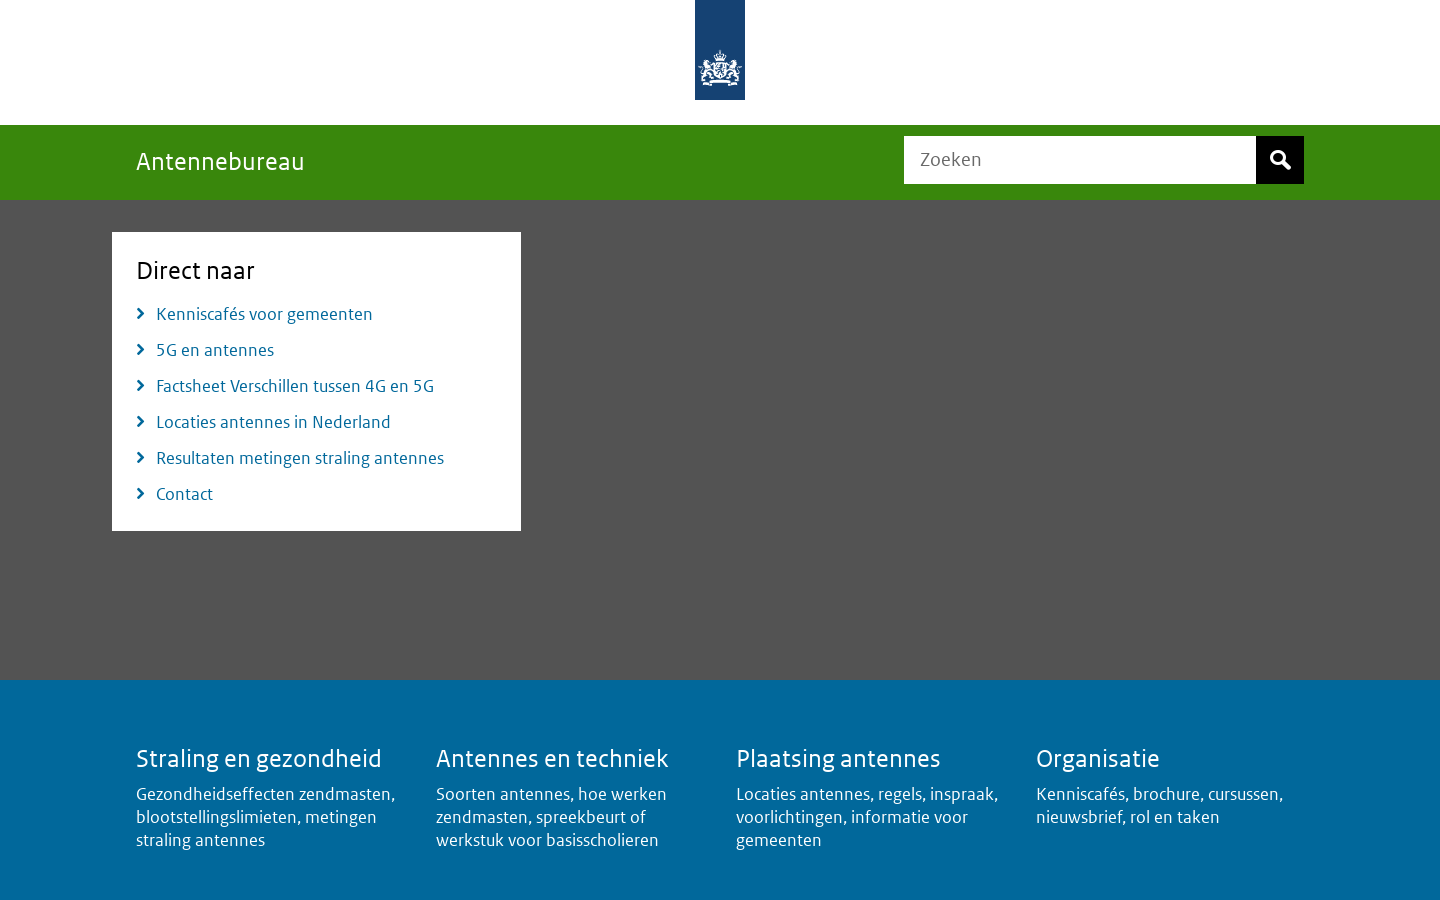 Antennebureau
Zoeken
Direct naar
Kenniscafés voor gemeenten
5G en antennes
Factsheet Verschillen tussen 4G en 5G
Locaties antennes in Nederland
Resultaten metingen straling antennes
Contact
Straling en gezondheid
Gezondheidseffecten zendmasten,
blootstellingslimieten, metingen
straling antennes
Antennes en techniek
Soorten antennes, hoe werken
zendmasten, spreekbeurt of
werkstuk voor basisscholieren
Plaatsing antennes
Locaties antennes, regels, inspraak,
voorlichtingen, informatie voor
gemeenten
Organisatie
Kenniscafés, brochure, cursussen,
nieuwsbrief, rol en taken